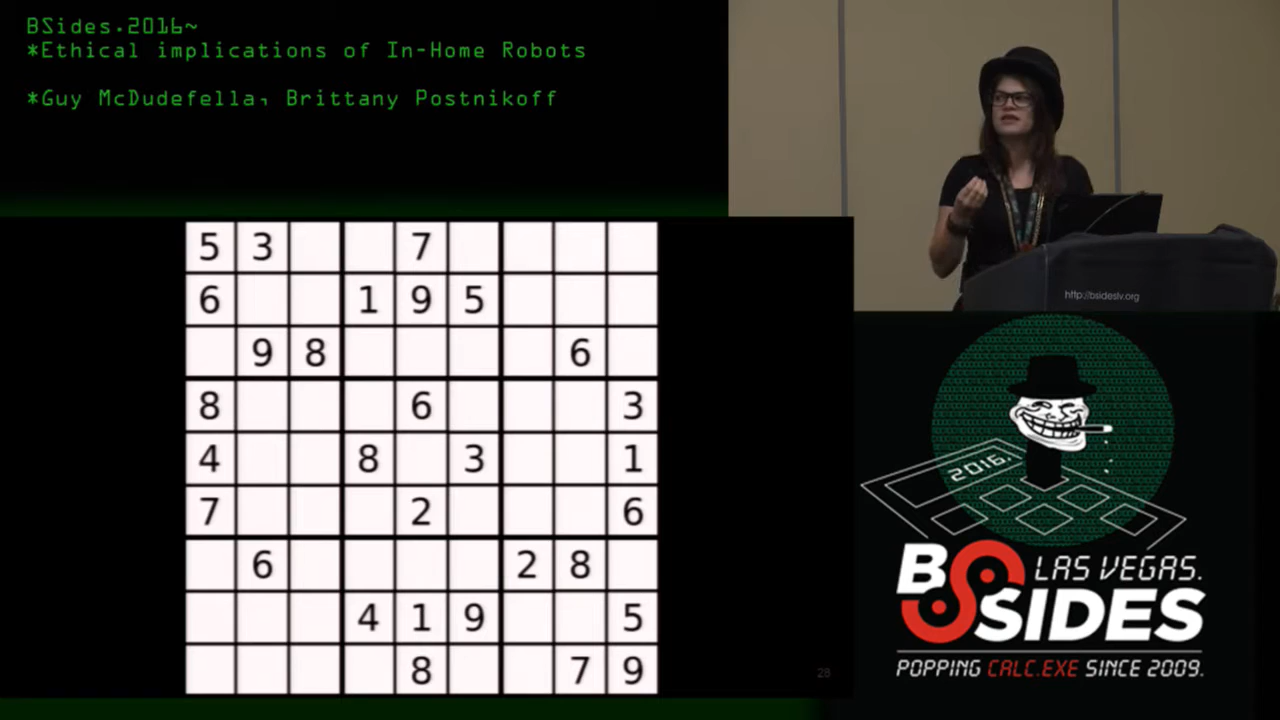 BSides.2016~
*Ethical implications of In-Home Robots
*Guy McDudefella, Brittany Postnikoff
5 3 7
6 1 9 5
9 8 6
8 6 3
4 8 3 1
7 2 6
6 2 8
4 1 9 5
8 7 9
28
http://bsideslv.org
2016.
BSIDES LAS VEGAS.
POPPING CALC.EXE SINCE 2009.